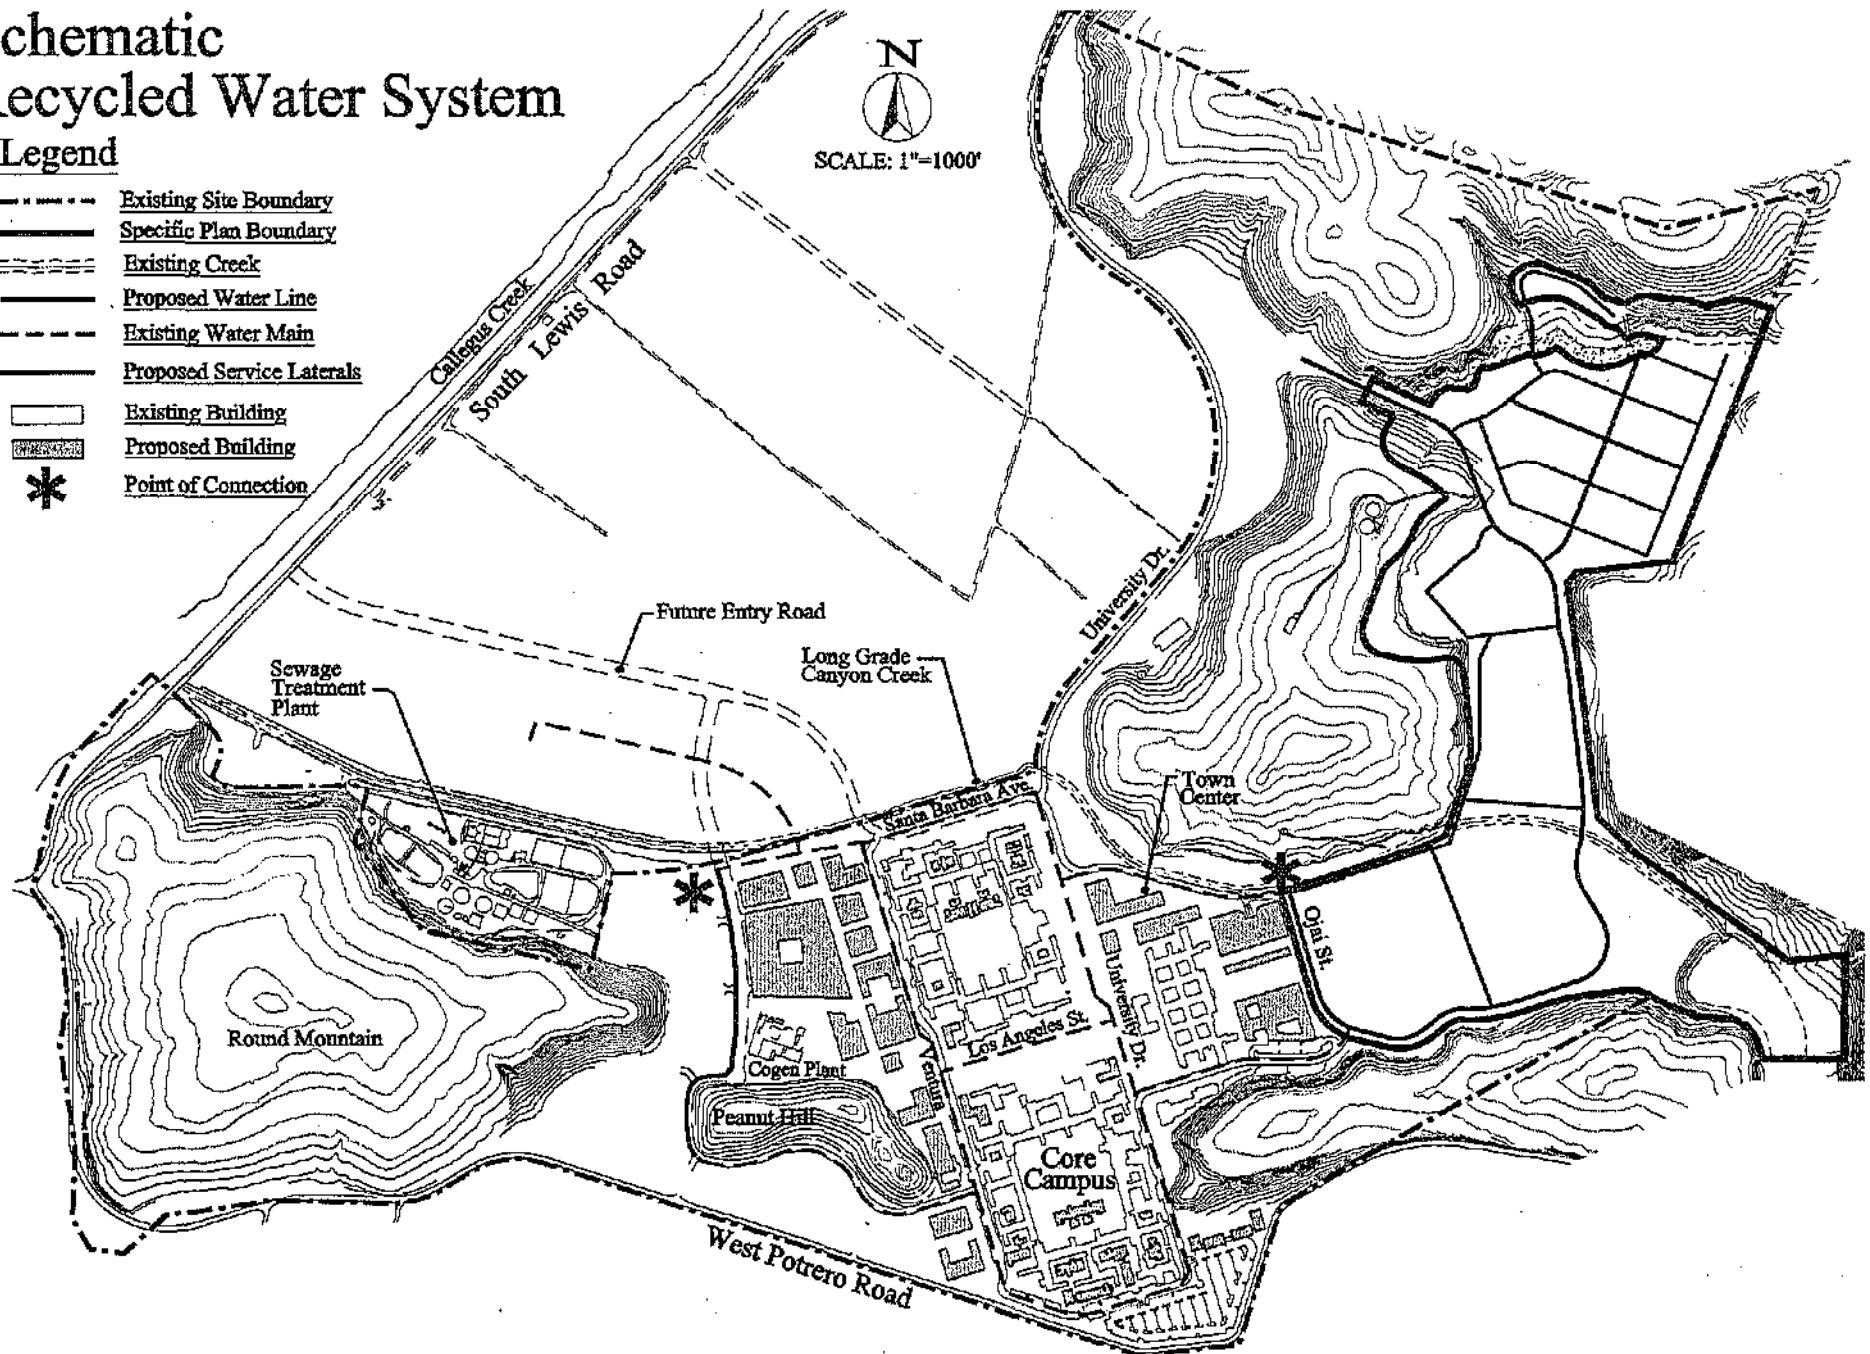 chematic
ecycled Water System
Legend
Existing Site Boundary
Specific Plan Boundary
Existing Creek
Proposed Water Line
Existing Water Main
Proposed Service Laterals
Existing Building
Proposed Building
Point of Connection
N
SCALE: 1"=1000'
Callegus Creek
South Lewis Road
Future Entry Road
University Dr.
Long Grade
Canyon Creek
Sewage
Treatment
Plant
Santa Barbara Ave.
Town
Center
Ojai St.
University Dr.
Los Angeles St.
Round Mountain
Cogen Plant
Ventura
Peanut Hill
Core
Campus
West Potrero Road